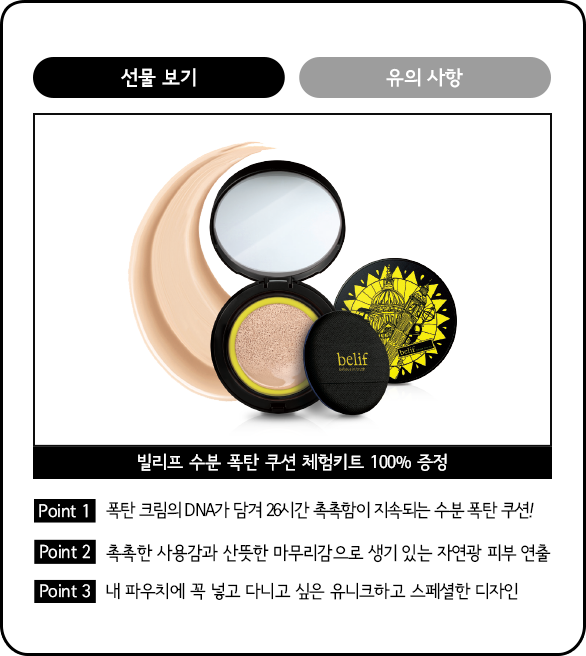 선물 보기
유의 사항
belif
belif
빌리프 수분 폭탄 쿠션 체험키트 100% 증정
Point 1 폭탄 크림의 DNA가 담겨 26시간 촉촉함이 지속되는 수분 폭탄 쿠션!
Point 2 촉촉한 사용감과 산뜻한 마무리감으로 생기 있는 자연광 피부 연출
Point 3 내 파우치에 꼭 넣고 다니고 싶은 유니크하고 스페셜한 디자인